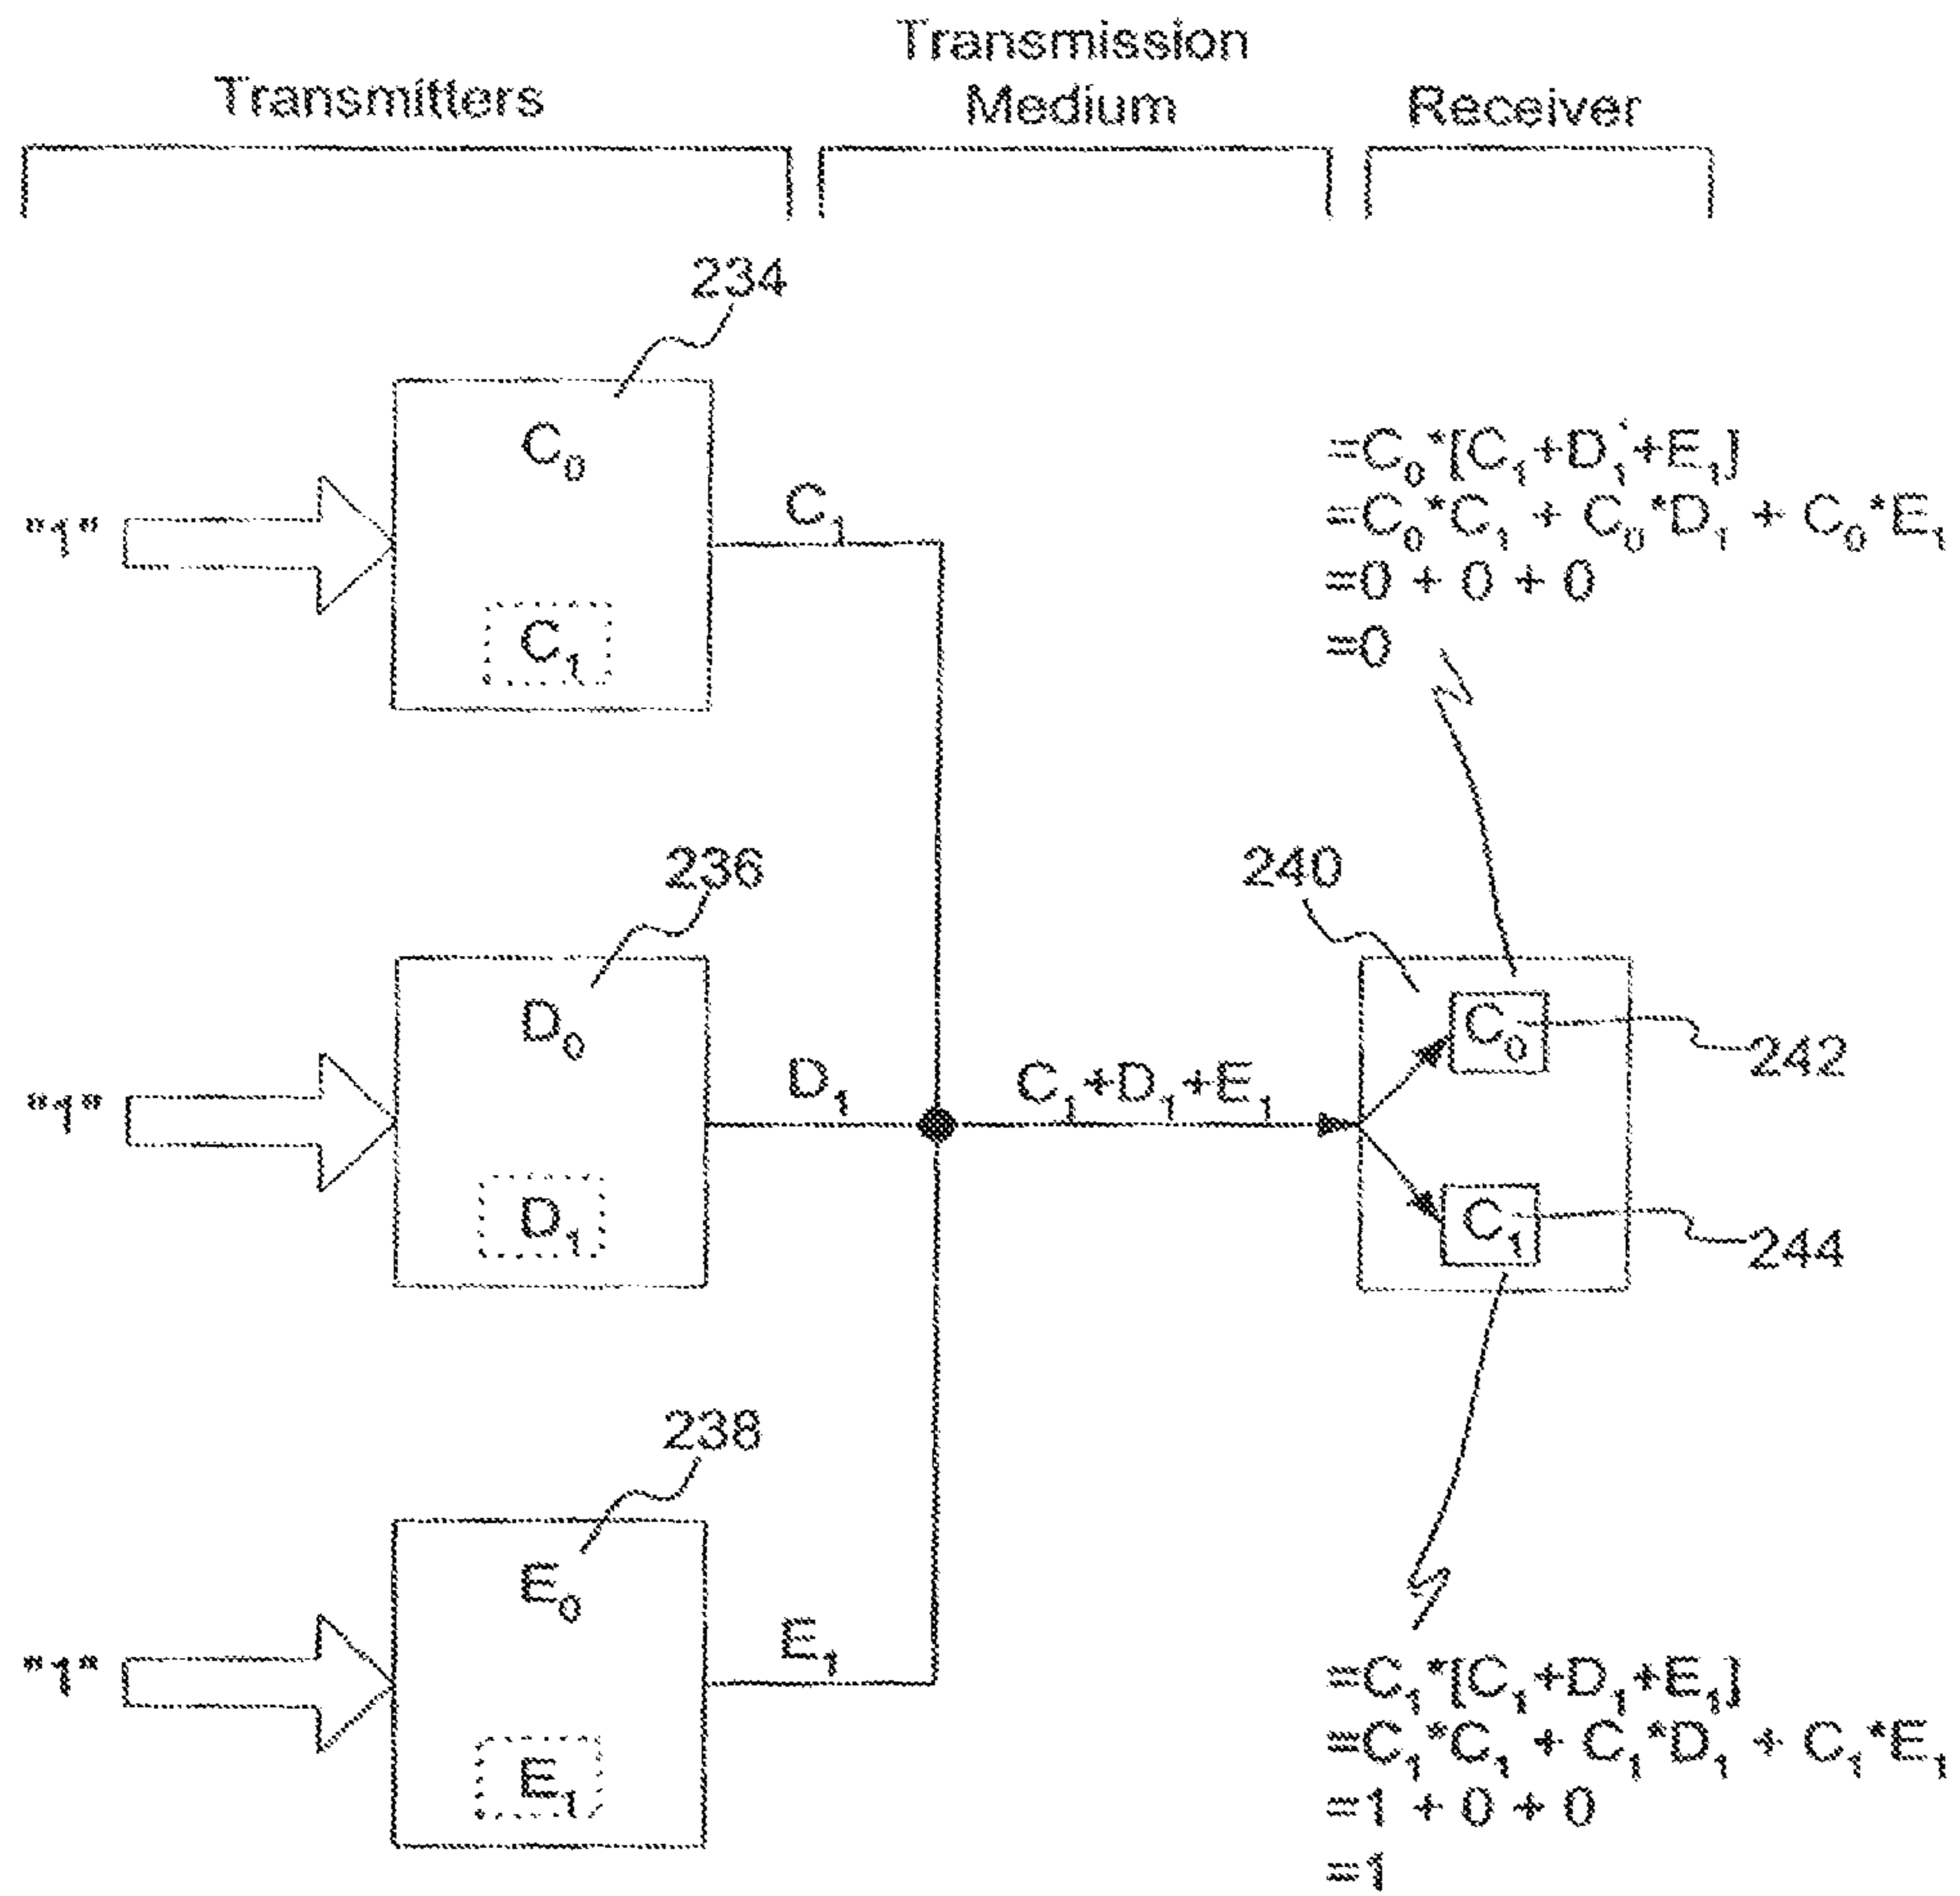 Transmitters
Transmission
Medium
Receiver
234
C₀
"1"
C₁
C₁
=C₀*[C₁+D₁+E₁]
=C₀*C₁ + C₀*D₁ + C₀*E₁
=0 + 0 + 0
=0
236
D₀
"1"
D₁
D₁
C₁+D₁+E₁
240
C₀
242
C₁
244
238
E₀
"1"
E₁
E₁
=C₁*[C₁+D₁+E₁]
=C₁*C₁ + C₁*D₁ + C₁*E₁
=1 + 0 + 0
=1